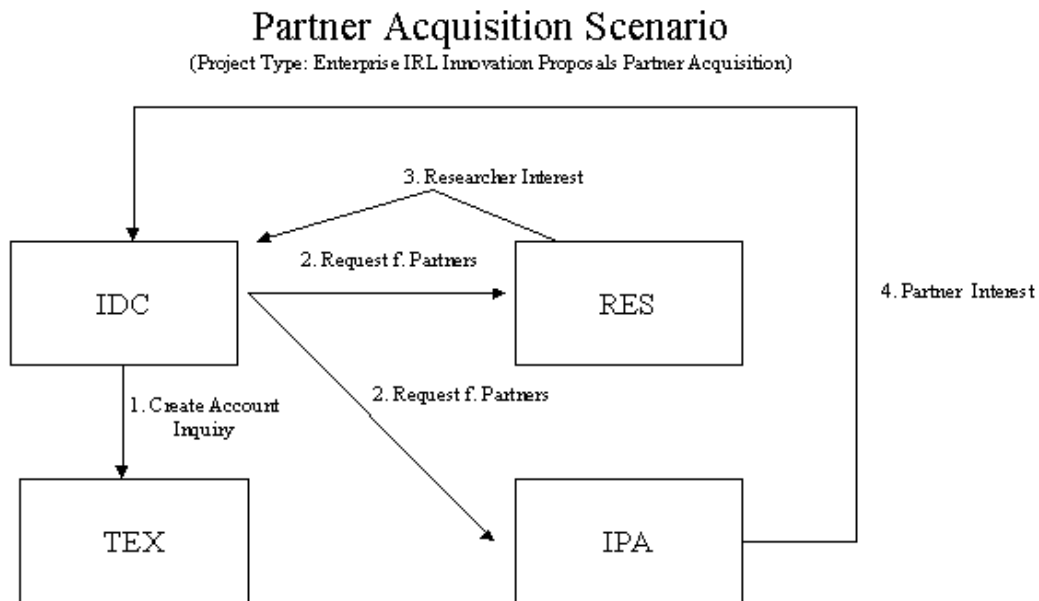 Partner Acquisition Scenario
(Project Type: Enterprise IRL Innovation Proposals Partner Acquisition)
3. Researcher Interest
2. Request f. Partners
IDC
RES
4. Partner Interest
2. Request f. Partners
1. Create Account
Inquiry
TEX
IPA